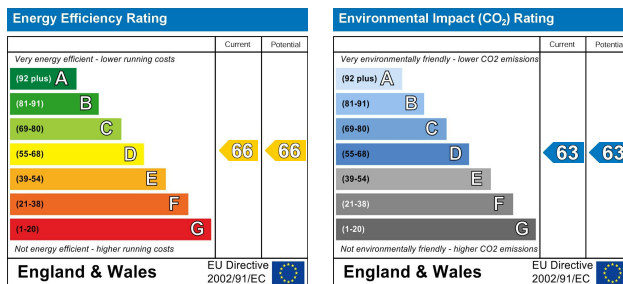 Energy Efficiency Rating
Current Potential
Very energy efficient - lower running costs
(92 plus) A
(81-91) B
(69-80) C
(55-68) D
66 66
(39-54) E
(21-38) F
(1-20) G
Not energy efficient - higher running costs
England & Wales
EU Directive
2002/91/EC
Environmental Impact (CO₂) Rating
Current Potential
Very environmentally friendly - lower CO2 emissions
(92 plus) A
(81-91) B
(69-80) C
(55-68) D
63 63
(39-54) E
(21-38) F
(1-20) G
Not environmentally friendly - higher CO2 emissions
England & Wales
EU Directive
2002/91/EC